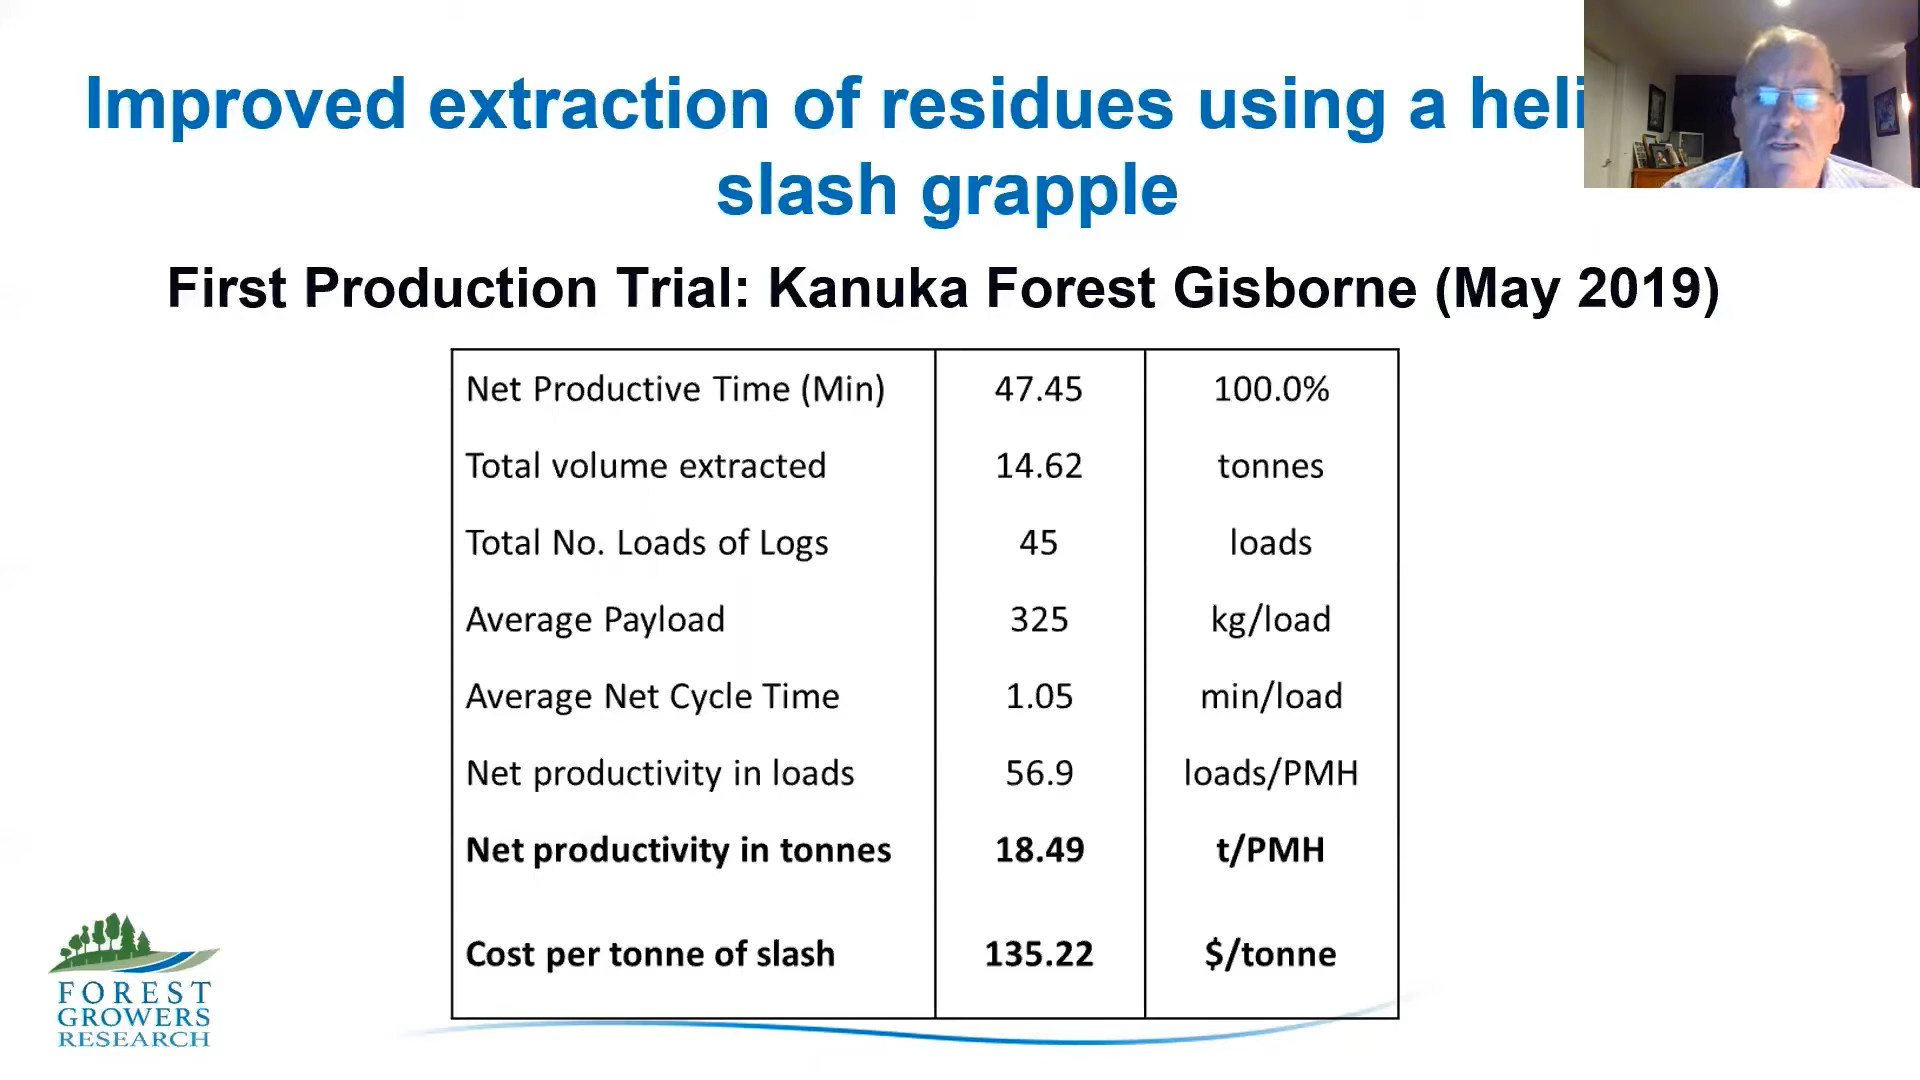 Improved extraction of residues using a heli
slash grapple
First Production Trial: Kanuka Forest Gisborne (May 2019)
Net Productive Time (Min) 47.45 100.0%
Total volume extracted 14.62 tonnes
Total No. Loads of Logs 45 loads
Average Payload 325 kg/load
Average Net Cycle Time 1.05 min/load
Net productivity in loads 56.9 loads/PMH
Net productivity in tonnes 18.49 t/PMH
Cost per tonne of slash 135.22 $/tonne
FOREST
GROWERS
RESEARCH